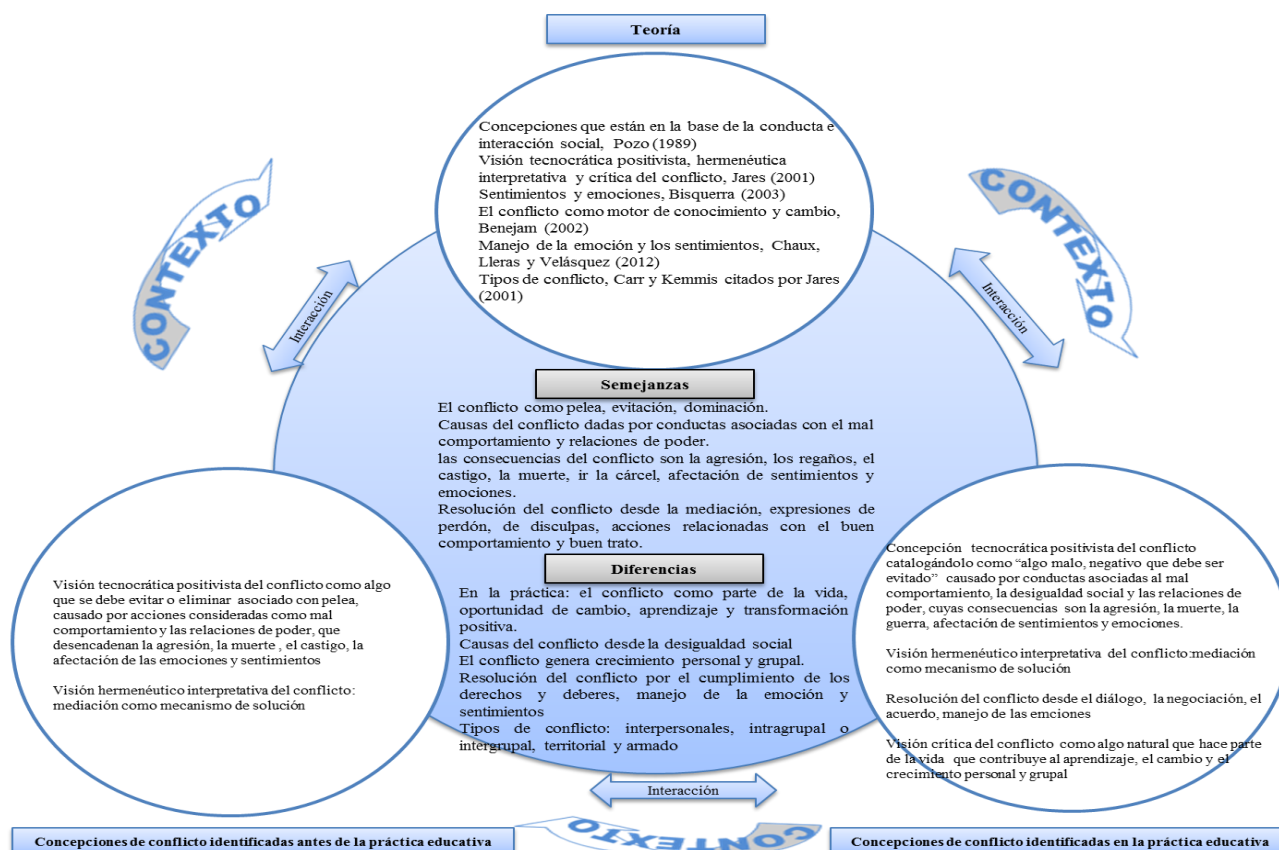 Teoría
Concepciones que están en la base de la conducta e
interacción social, Pozo (1989)
Visión tecnocrática positivista, hermenéutica
interpretativa y crítica del conflicto, Jares (2001)
Sentimientos y emociones, Bisquerra (2003)
El conflicto como motor de conocimiento y cambio,
Benejam (2002)
Manejo de la emoción y los sentimientos, Chaux,
Lleras y Velásquez (2012)
Tipos de conflicto, Carr y Kemmis citados por Jares
(2001)
CONTEXTO
CONTEXTO
Interacción
Interacción
Semejanzas
El conflicto como pelea, evitación, dominación.
Causas del conflicto dadas por conductas asociadas con el mal
comportamiento y relaciones de poder.
las consecuencias del conflicto son la agresión, los regaños, el
castigo, la muerte, ir la cárcel, afectación de sentimientos y
emociones.
Resolución del conflicto desde la mediación, expresiones de
perdón, de disculpas, acciones relacionadas con el buen
comportamiento y buen trato.
Diferencias
En la práctica: el conflicto como parte de la vida,
oportunidad de cambio, aprendizaje y transformación
positiva.
Causas del conflicto desde la desigualdad social
El conflicto genera crecimiento personal y grupal.
Resolución del conflicto por el cumplimiento de los
derechos y deberes, manejo de la emoción y
sentimientos
Tipos de conflicto: interpersonales, intragrupal o
intergrupal, territorial y armado
Visión tecnocrática positivista del conflicto como algo
que se debe evitar o eliminar asociado con pelea,
causado por acciones consideradas como mal
comportamiento y las relaciones de poder, que
desencadenan la agresión, la muerte , el castigo, la
afectación de las emociones y sentimientos
Visión hermenéutico interpretativa del conflicto:
mediación como mecanismo de solución
Concepción tecnocrática positivista del conflicto
catalogándolo como “algo malo, negativo que debe ser
evitado” causado por conductas asociadas al mal
comportamiento, la desigualdad social y las relaciones de
poder, cuyas consecuencias son la agresión, la muerte, la
guerra, afectación de sentimientos y emociones.
Visión hermenéutico interpretativa del conflicto:mediación
como mecanismo de solución
Resolución del conflicto desde el diálogo, la negociación, el
acuerdo, manejo de las emciones
Visión crítica del conflicto como algo natural que hace parte
de la vida que contribuye al aprendizaje, el cambio y el
crecimiento personal y grupal
Interacción
CONTEXTO
Concepciones de conflicto identificadas antes de la práctica educativa
Concepciones de conflicto identificadas en la práctica educativa